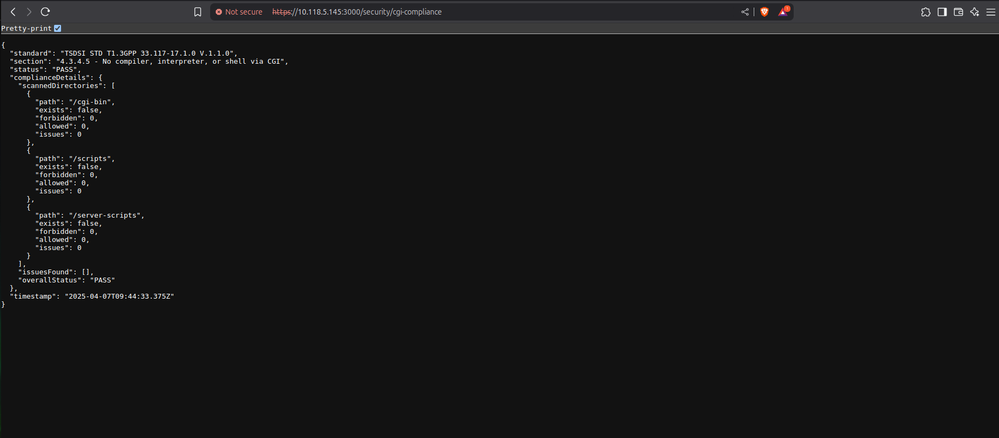 Not secure https://10.118.5.145:3000/security/cgi-compliance 1
Pretty-print
{
  "standard": "TSDSI STD T1.3GPP 33.117-17.1.0 V.1.1.0",
  "section": "4.3.4.5 - No compiler, interpreter, or shell via CGI",
  "status": "PASS",
  "complianceDetails": {
    "scannedDirectories": [
      {
        "path": "/cgi-bin",
        "exists": false,
        "forbidden": 0,
        "allowed": 0,
        "issues": 0
      },
      {
        "path": "/scripts",
        "exists": false,
        "forbidden": 0,
        "allowed": 0,
        "issues": 0
      },
      {
        "path": "/server-scripts",
        "exists": false,
        "forbidden": 0,
        "allowed": 0,
        "issues": 0
      }
    ],
    "issuesFound": [],
    "overallStatus": "PASS"
  },
  "timestamp": "2025-04-07T09:44:33.375Z"
}